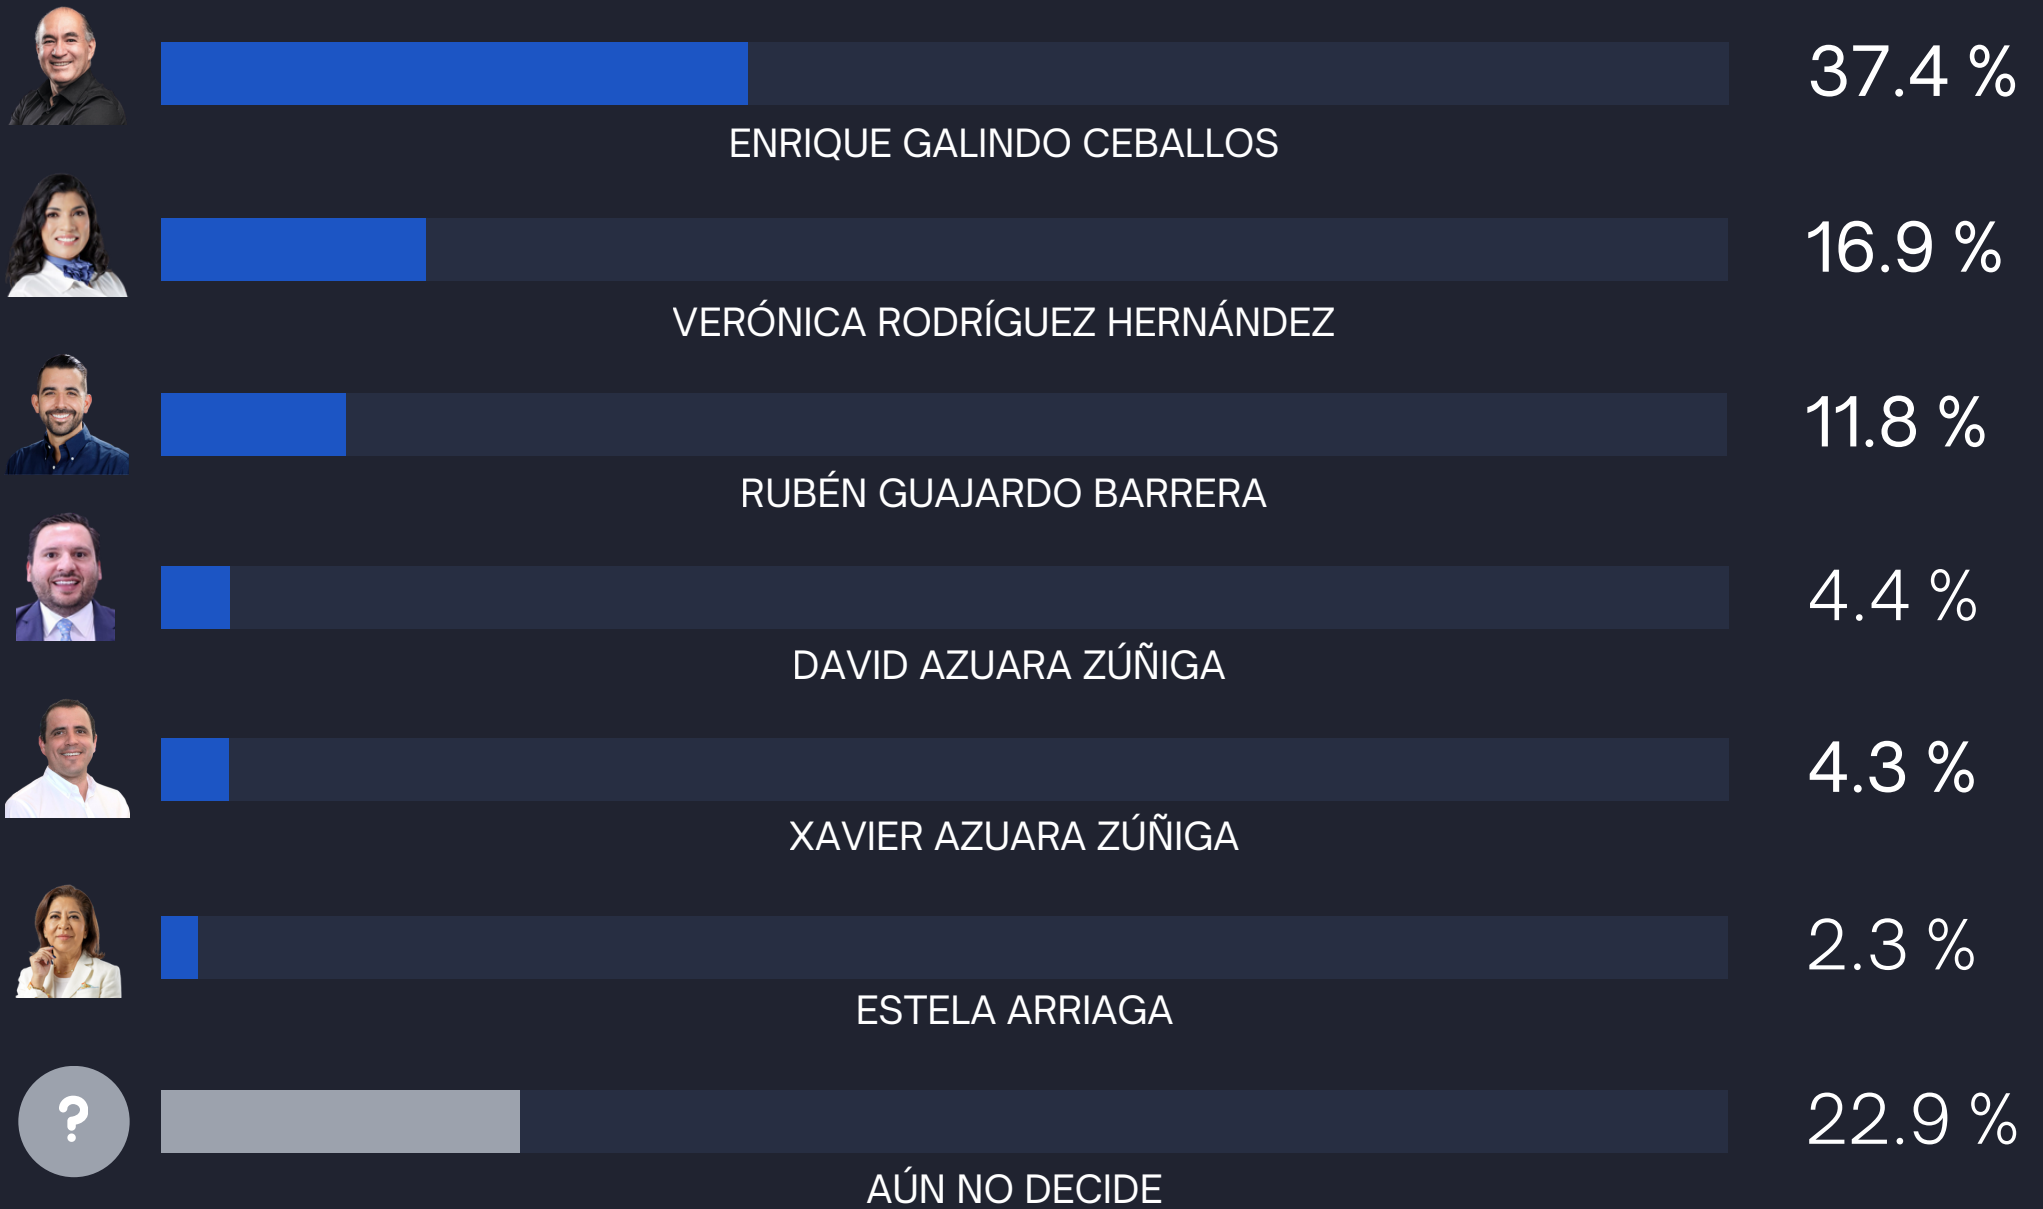 37.4 %
ENRIQUE GALINDO CEBALLOS
16.9 %
VERÓNICA RODRÍGUEZ HERNÁNDEZ
11.8 %
RUBÉN GUAJARDO BARRERA
4.4 %
DAVID AZUARA ZÚÑIGA
4.3 %
XAVIER AZUARA ZÚÑIGA
2.3 %
ESTELA ARRIAGA
?
22.9 %
AÚN NO DECIDE